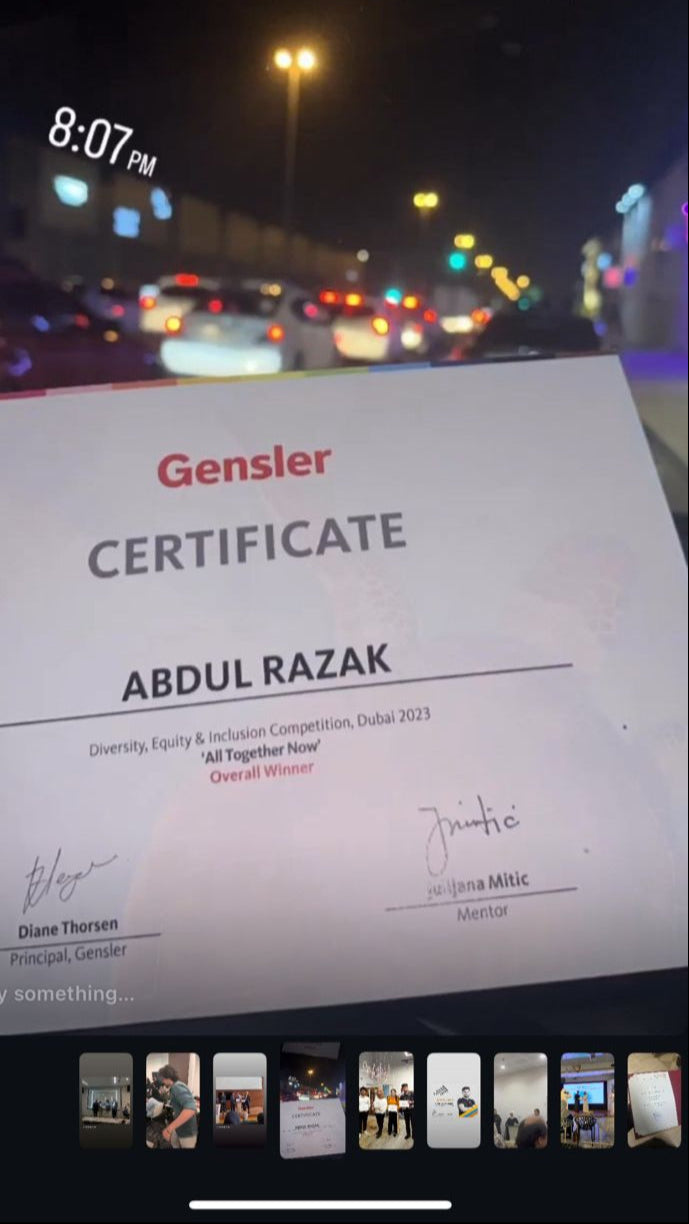 8:07 PM
Gensler
CERTIFICATE
ABDUL RAZAK
Diversity, Equity & Inclusion Competition, Dubai 2023
'All Together Now'
Overall Winner
Diane Thorsen
Principal, Gensler
Mitic
Mentor
y something...